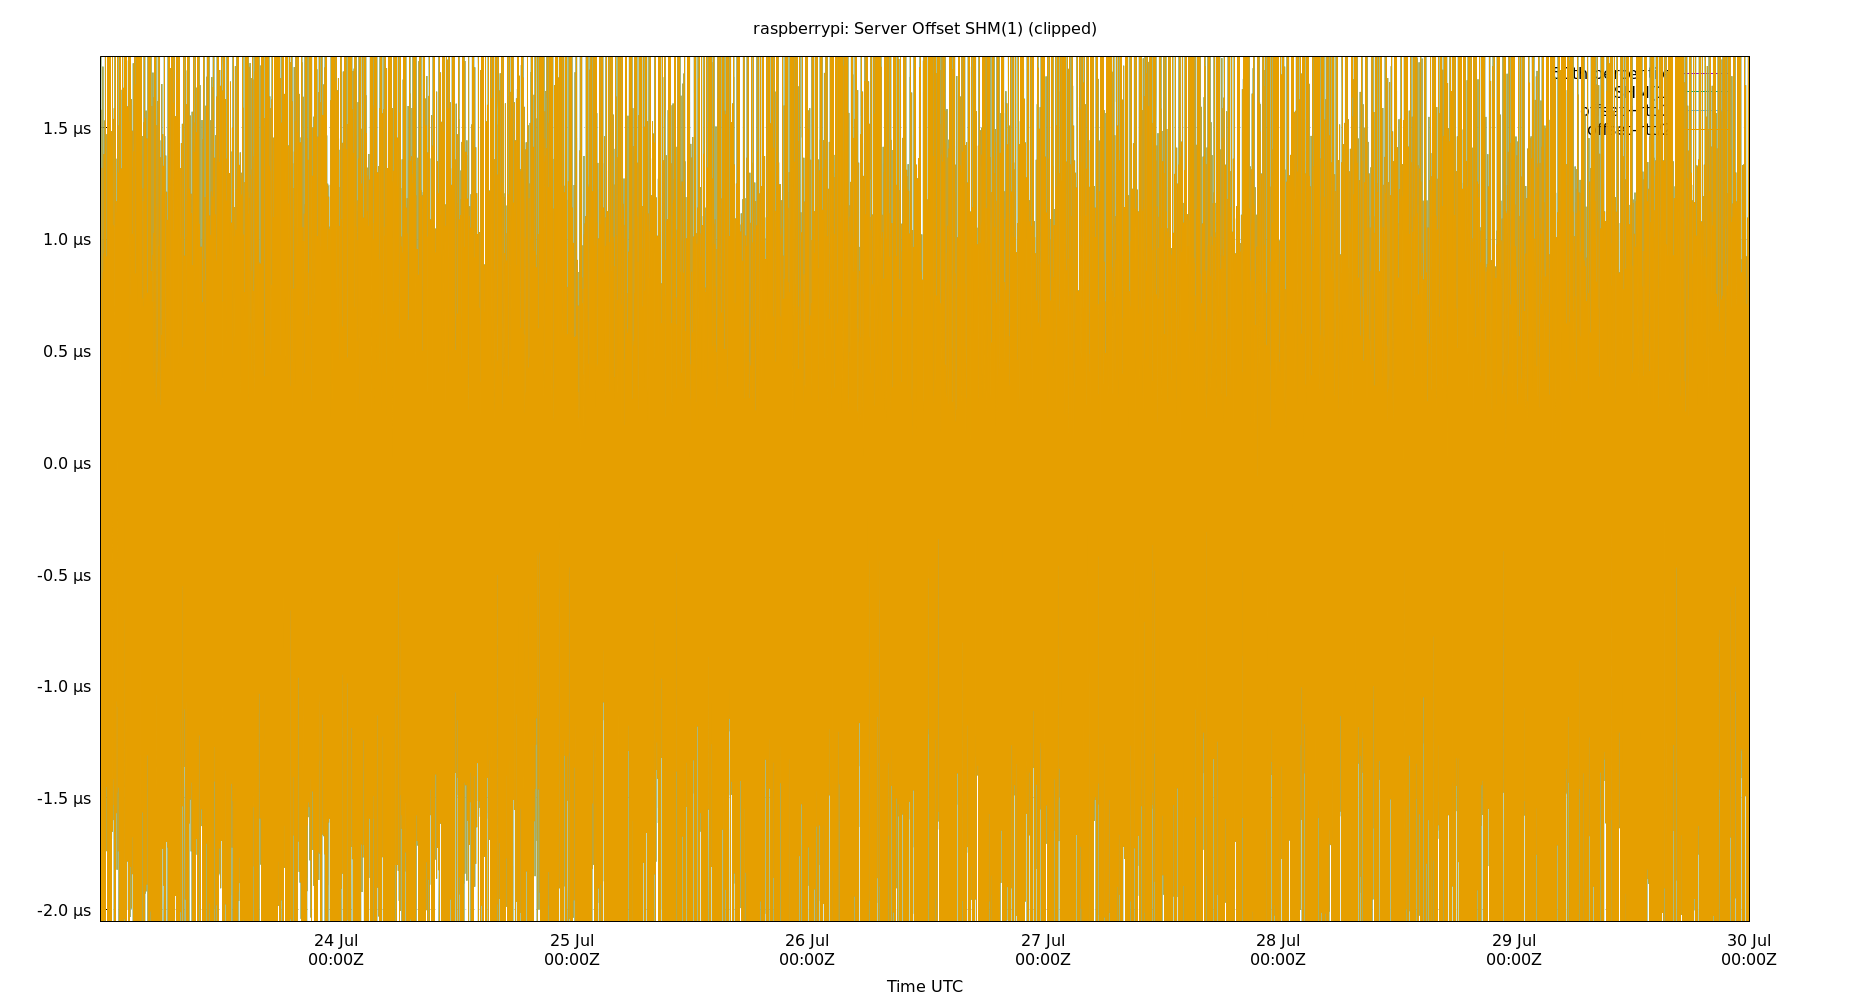 raspberrypi: Server Offset SHM(1) (clipped)
1.5 µs
1.0 µs
0.5 µs
0.0 µs
-0.5 µs
-1.0 µs
-1.5 µs
-2.0 µs
24 Jul 25 Jul 26 Jul 27 Jul 28 Jul 29 Jul 30 Jul
00:00Z 00:00Z 00:00Z 00:00Z 00:00Z 00:00Z 00:00Z
Time UTC